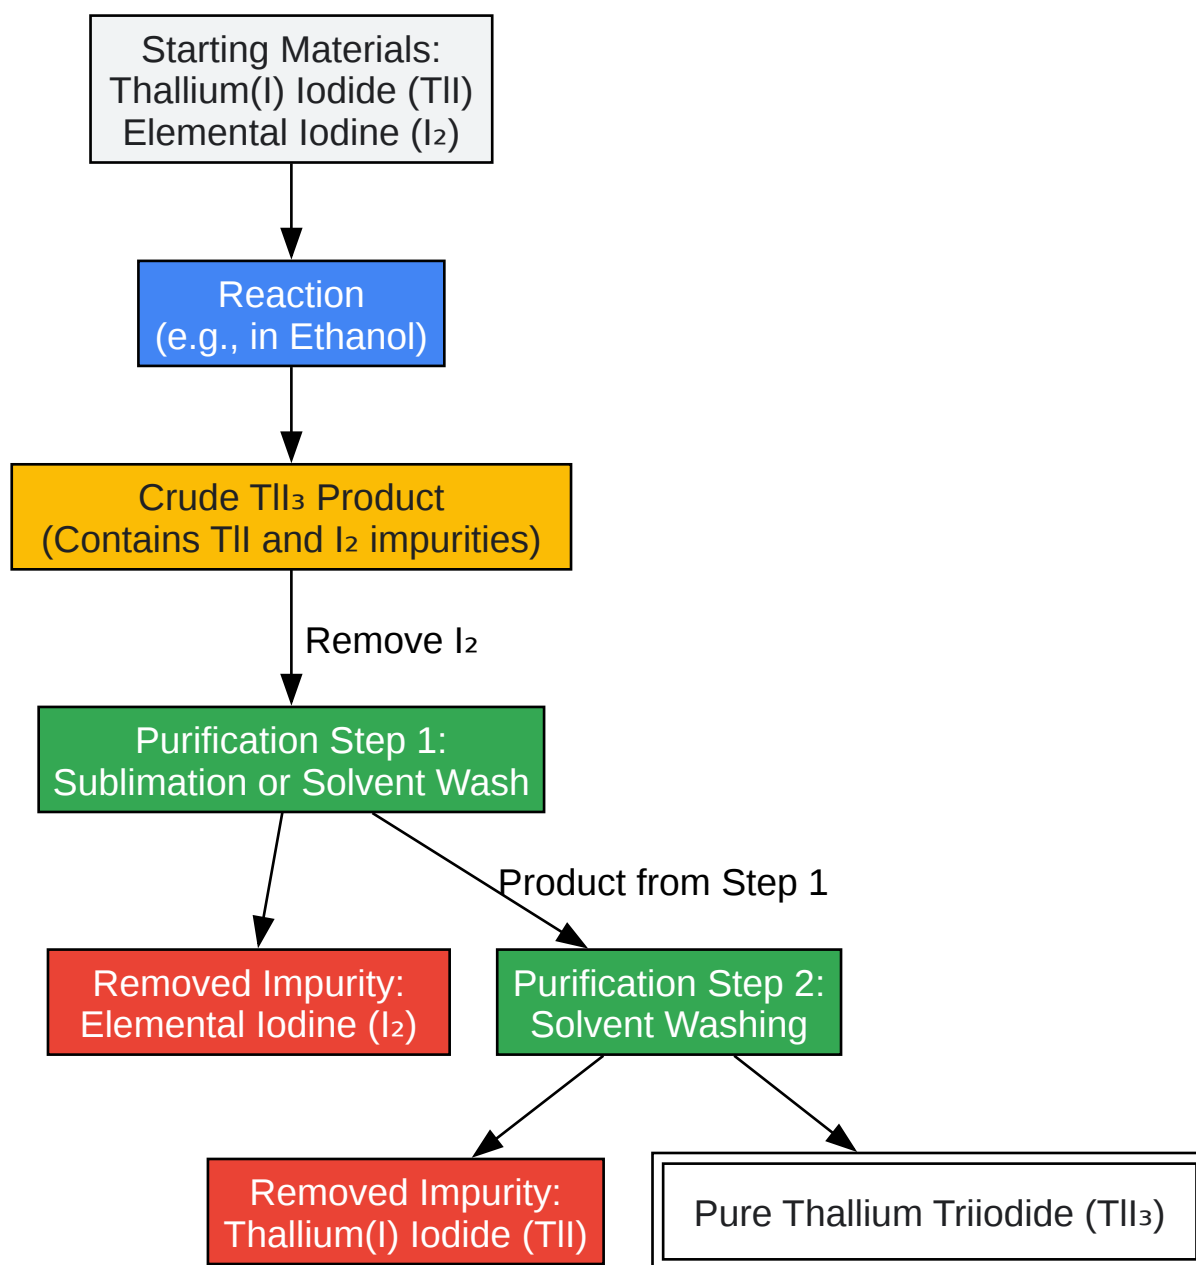 Starting Materials:
Thallium(I) Iodide (TlI)
Elemental Iodine (I₂)
Reaction
(e.g., in Ethanol)
Crude TlI₃ Product
(Contains TlI and I₂ impurities)
Remove I₂
Purification Step 1:
Sublimation or Solvent Wash
Product from Step 1
Removed Impurity:
Elemental Iodine (I₂)
Purification Step 2:
Solvent Washing
Removed Impurity:
Thallium(I) Iodide (TlI)
Pure Thallium Triiodide (TlI₃)